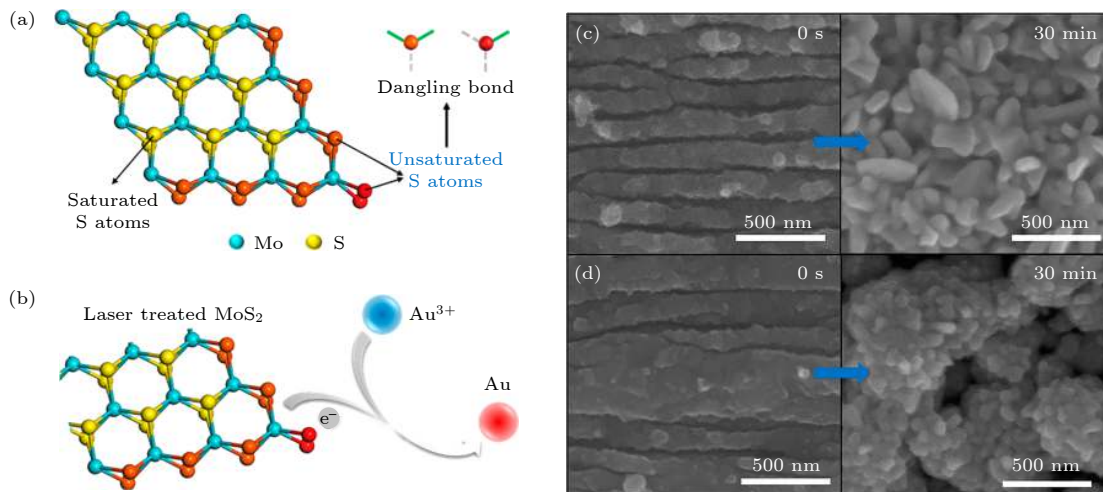 (a)
Dangling bond
Unsaturated
S atoms
Saturated
S atoms
Mo
S
(b)
Laser treated MoS₂
Au³⁺
Au
e⁻
(c)
0 s
30 min
500 nm
500 nm
(d)
0 s
30 min
500 nm
500 nm